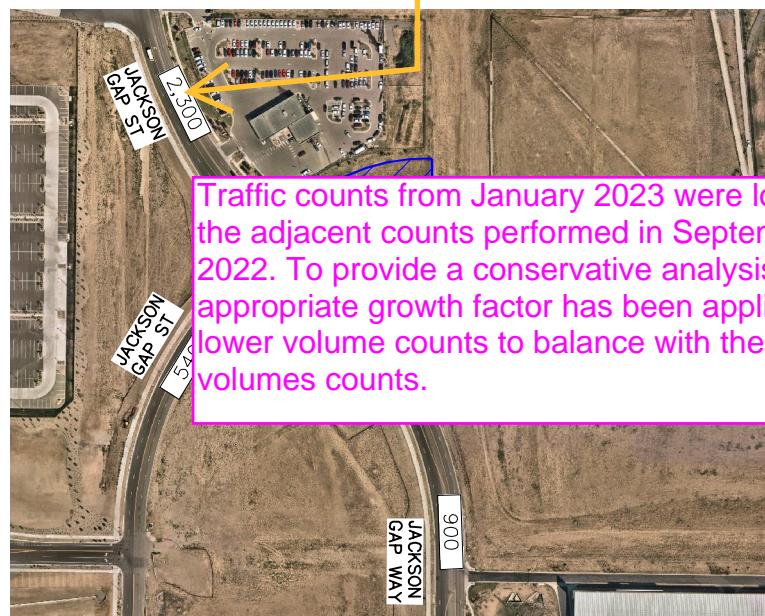 JACKSON
GAP ST
2,300
Traffic counts from January 2023 were lo
the adjacent counts performed in Septe
2022. To provide a conservative analysis
appropriate growth factor has been appli
lower volume counts to balance with the
volumes counts.
JACKSON
GAP ST
JACKSON
GAP WAY
900